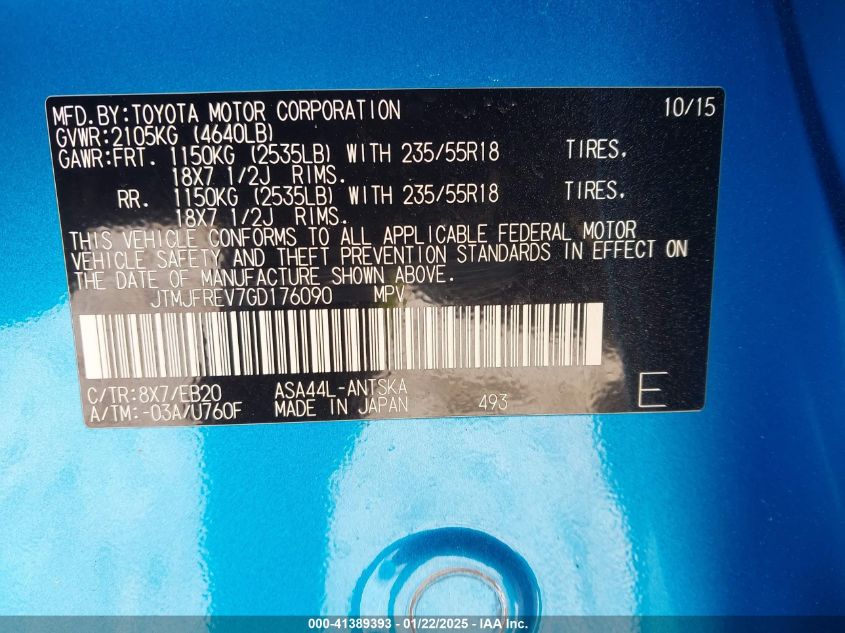 MFD.BY:TOYOTA MOTOR CORPORATION 10/15
GVWR:2105KG (4640LB)
GAWR:FRT. 1150KG (2535LB) WITH 235/55R18 TIRES.
18X7 1/2J RIMS.
RR. 1150KG (2535LB) WITH 235/55R18 TIRES.
18X7 1/2J RIMS.
THIS VEHICLE CONFORMS TO ALL APPLICABLE FEDERAL MOTOR
VEHICLE SAFETY AND THEFT PREVENTION STANDARDS IN EFFECT ON
THE DATE OF MANUFACTURE SHOWN ABOVE.
JTMJFREV7GD176090 MPV
C/TR:8X7/EB20 ASA44L-ANTSKA
A/TM:-03A/U760F MADE IN JAPAN 493 E
000-41389393 - 01/22/2025 - IAA Inc.